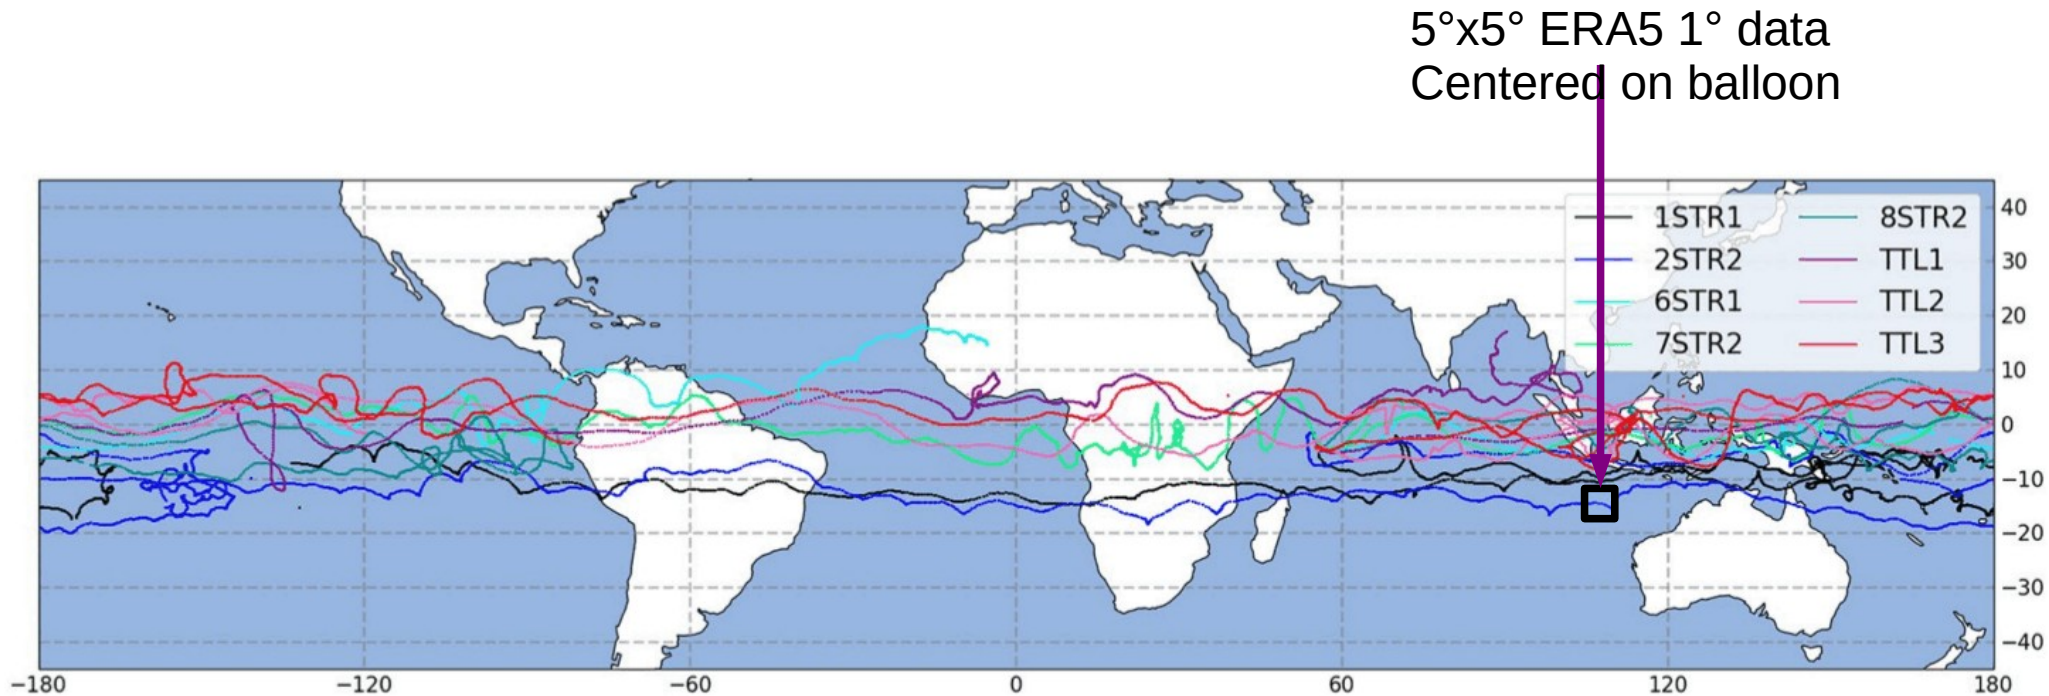 5°x5° ERA5 1° data
Centered on balloon
1STR1 8STR2
2STR2 TTL1
6STR1 TTL2
7STR2 TTL3
40
30
20
10
0
−10
−20
−30
−40
−180 −120 −60 0 60 120 180